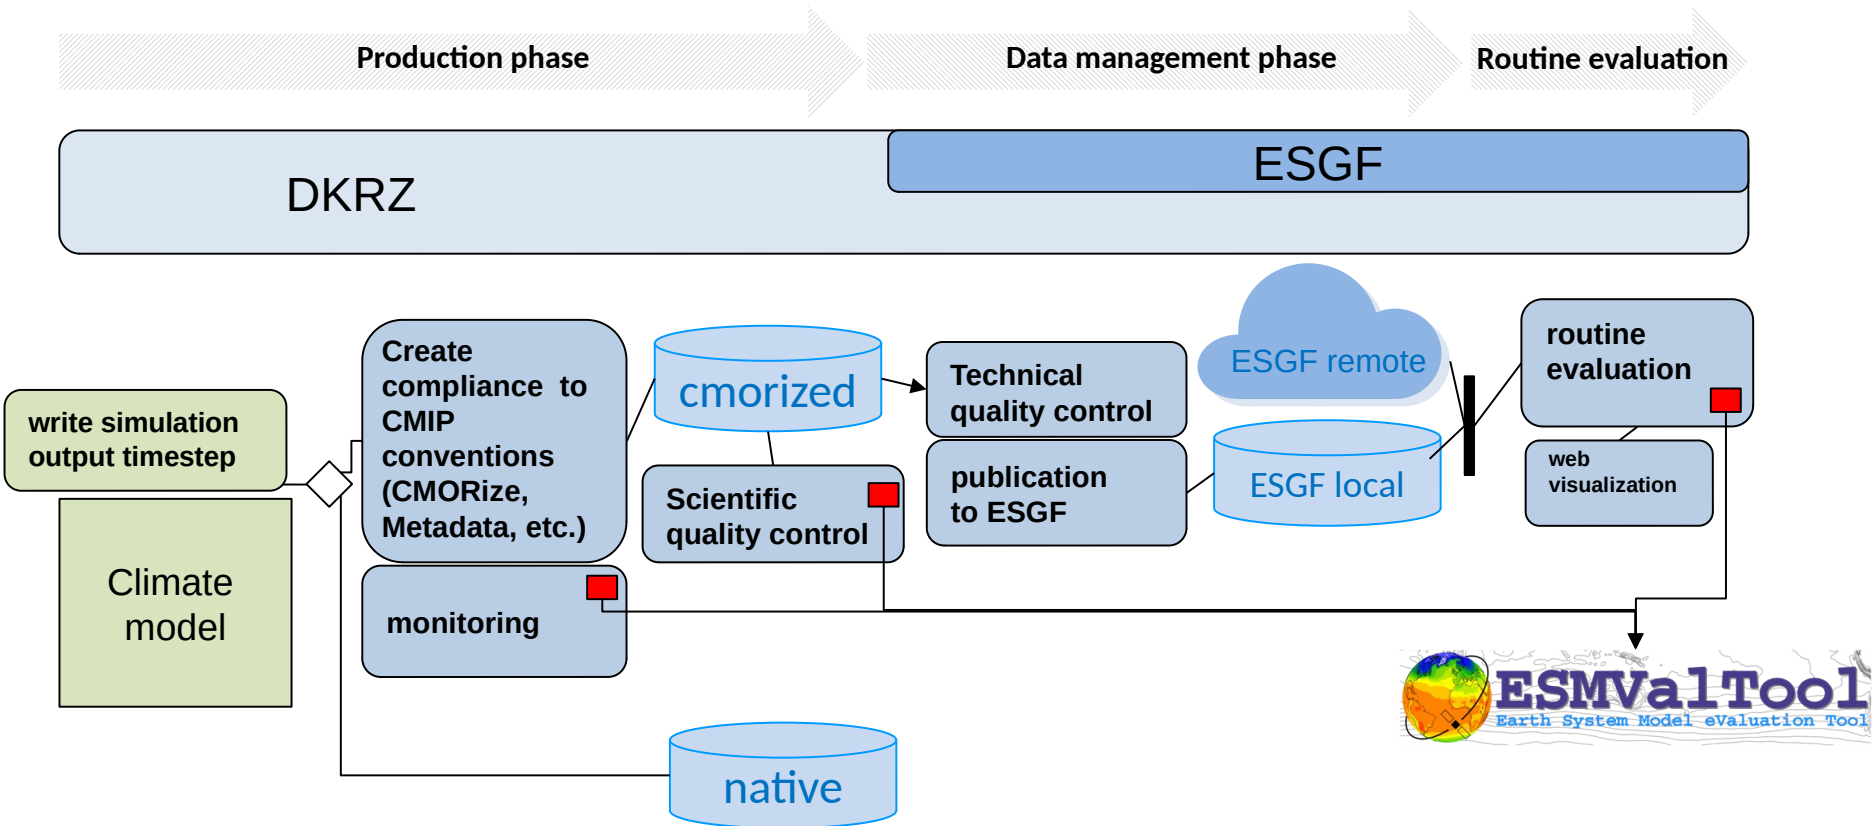 Production phase
Data management phase
Routine evaluation
DKRZ
ESGF
write simulation
output timestep
Climate
model
Create
compliance to
CMIP
conventions
(CMORize,
Metadata, etc.)
monitoring
cmorized
Scientific
quality control
native
Technical
quality control
publication
to ESGF
ESGF remote
ESGF local
routine
evaluation
web
visualization
ESMValTool
Earth System Model eValuation Tool